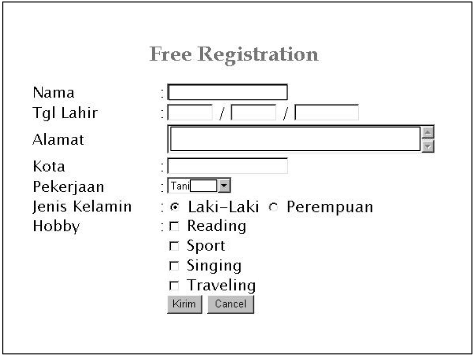 Free Registration
Nama :
Tgl Lahir : / /
Alamat :
Kota :
Pekerjaan : Tani
Jenis Kelamin : Laki-Laki Perempuan
Hobby : Reading
Sport
Singing
Traveling
Kirim Cancel